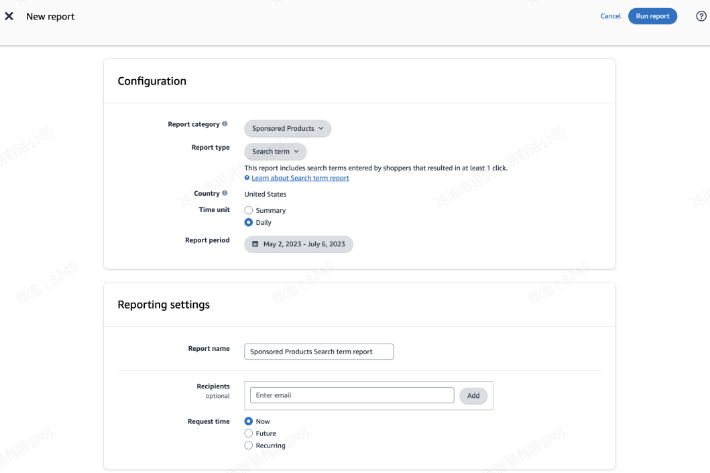 New report
Cancel
Run report
Configuration
Report category
Sponsored Products
Report type
Search term
This report includes search terms entered by shoppers that resulted in at least 1 click.
Learn about Search term report
Country
United States
Time unit
Summary
Daily
Report period
May 2, 2023 - July 6, 2023
Reporting settings
Report name
Sponsored Products Search term report
Recipients
optional
Enter email
Add
Request time
Now
Future
Recurring